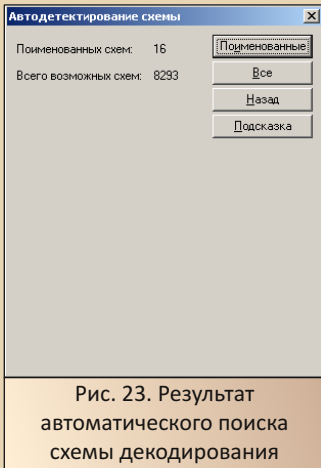 Автодетектирование схемы
Поименованных схем: 16
Поименованные
Всего возможных схем: 8293
Все
Назад
Подсказка
Рис. 23. Результат
автоматического поиска
схемы декодирования